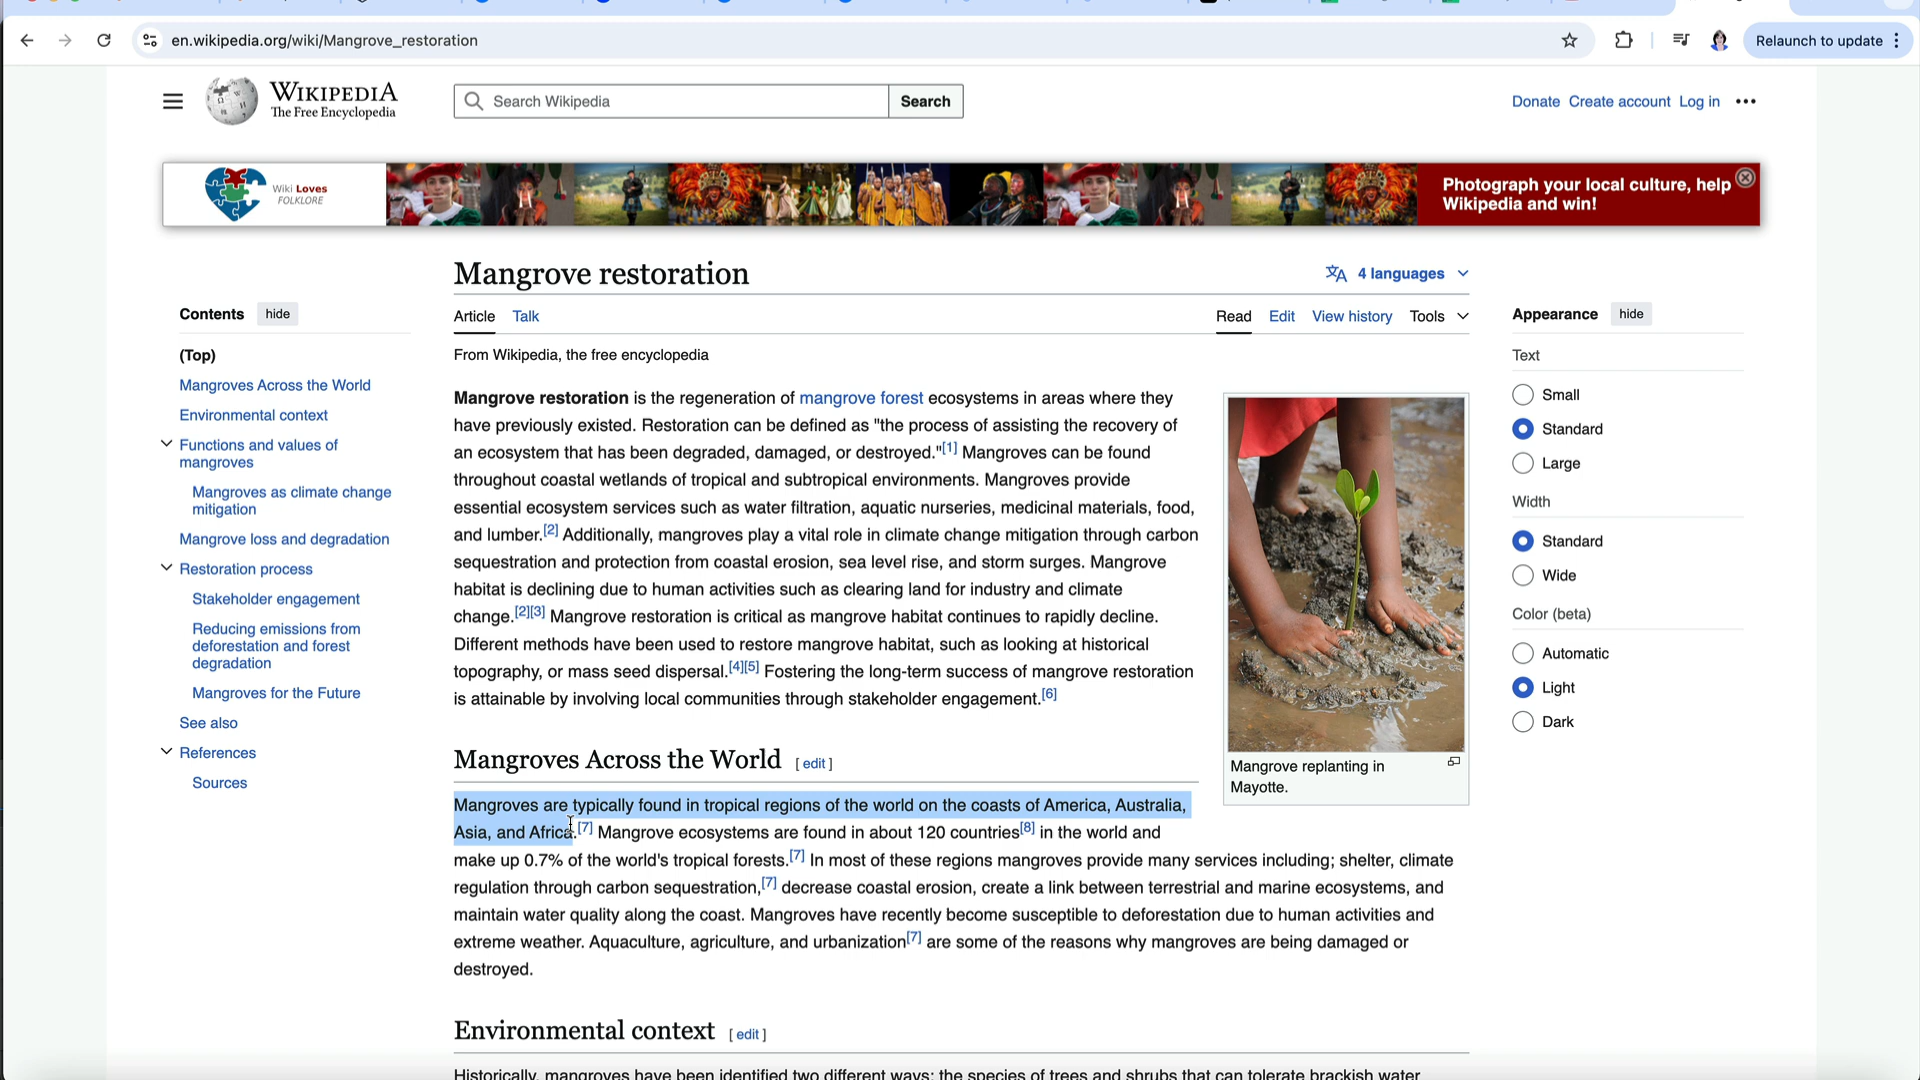 en.wikipedia.org/wiki/Mangrove_restoration
Relaunch to update
WIKIPEDIA
The Free Encyclopedia
Search Wikipedia
Search
Donate Create account Log in
Wiki Loves
FOLKLORE
Photograph your local culture, help
Wikipedia and win!
Mangrove restoration
4 languages
Contents hide
Article Talk
Read Edit View history Tools
Appearance hide
(Top)
Mangroves Across the World
Environmental context
Functions and values of
mangroves
Mangroves as climate change
mitigation
Mangrove loss and degradation
Restoration process
Stakeholder engagement
Reducing emissions from
deforestation and forest
degradation
Mangroves for the Future
See also
References
Sources
From Wikipedia, the free encyclopedia
Mangrove restoration is the regeneration of mangrove forest ecosystems in areas where they
have previously existed. Restoration can be defined as "the process of assisting the recovery of
an ecosystem that has been degraded, damaged, or destroyed."[1] Mangroves can be found
throughout coastal wetlands of tropical and subtropical environments. Mangroves provide
essential ecosystem services such as water filtration, aquatic nurseries, medicinal materials, food,
and lumber.[2] Additionally, mangroves play a vital role in climate change mitigation through carbon
sequestration and protection from coastal erosion, sea level rise, and storm surges. Mangrove
habitat is declining due to human activities such as clearing land for industry and climate
change.[2][3] Mangrove restoration is critical as mangrove habitat continues to rapidly decline.
Different methods have been used to restore mangrove habitat, such as looking at historical
topography, or mass seed dispersal.[4][5] Fostering the long-term success of mangrove restoration
is attainable by involving local communities through stakeholder engagement.[6]
Mangrove replanting in
Mayotte.
Mangroves Across the World [ edit ]
Mangroves are typically found in tropical regions of the world on the coasts of America, Australia,
Asia, and Africa.[7] Mangrove ecosystems are found in about 120 countries[8] in the world and
make up 0.7% of the world's tropical forests.[7] In most of these regions mangroves provide many services including; shelter, climate
regulation through carbon sequestration,[7] decrease coastal erosion, create a link between terrestrial and marine ecosystems, and
maintain water quality along the coast. Mangroves have recently become susceptible to deforestation due to human activities and
extreme weather. Aquaculture, agriculture, and urbanization[7] are some of the reasons why mangroves are being damaged or
destroyed.
Environmental context [ edit ]
Historically, mangroves have been identified two different ways: the species of trees and shrubs that can tolerate brackish water
Text
Small
Standard
Large
Width
Standard
Wide
Color (beta)
Automatic
Light
Dark